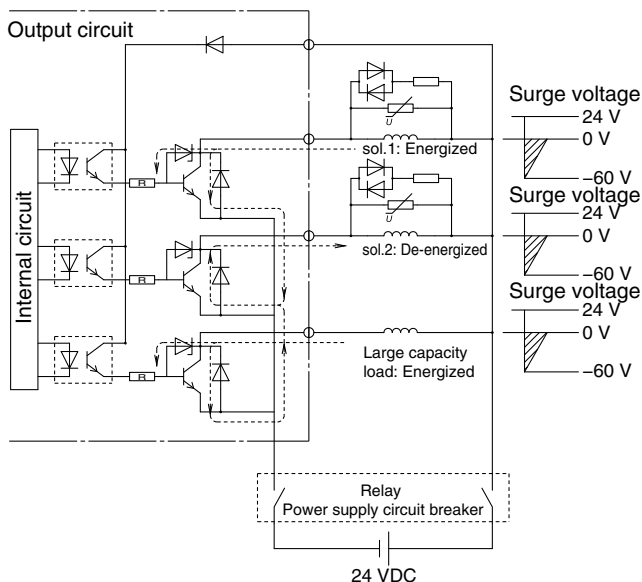 Output circuit
Internal circuit
R
R
R
U
sol.1: Energized
U
sol.2: De-energized
Large capacity
load: Energized
Surge voltage
24 V
0 V
−60 V
Surge voltage
24 V
0 V
−60 V
Surge voltage
24 V
0 V
−60 V
Relay
Power supply circuit breaker
24 VDC